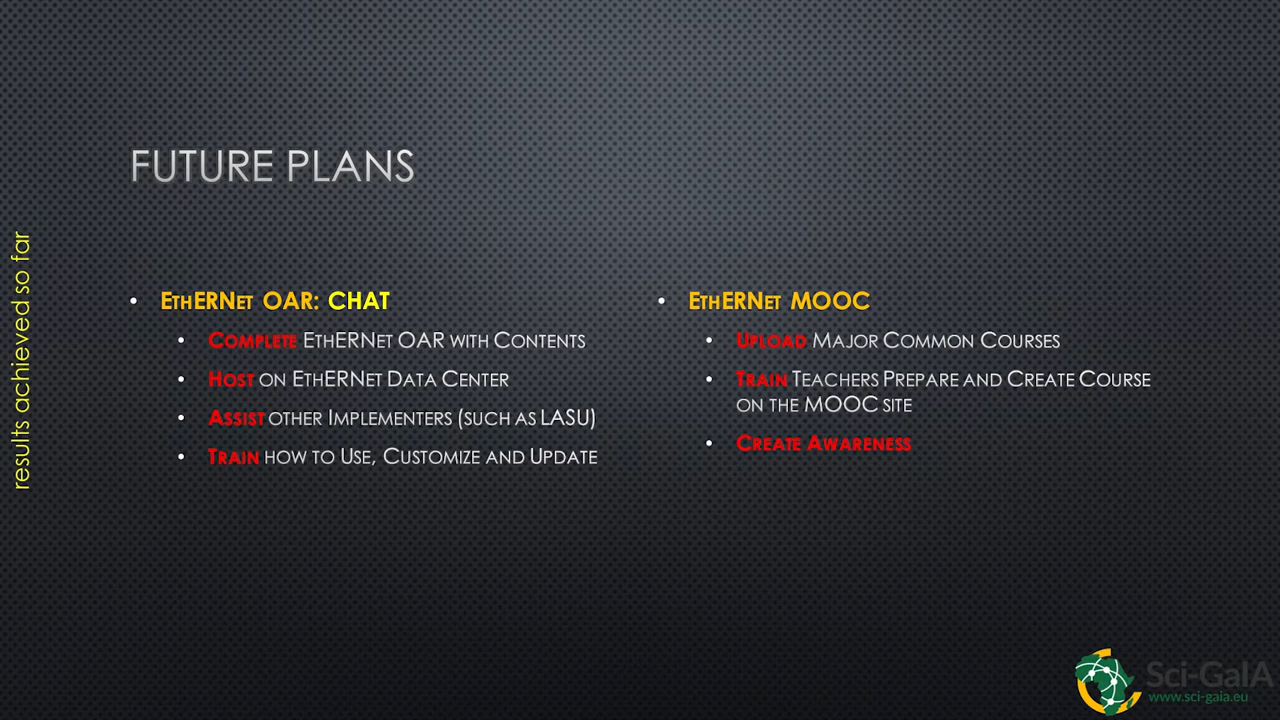 FUTURE PLANS
results achieved so far
• EthERNet OAR: CHAT
• Complete EthERNet OAR with Contents
• Host on EthERNet Data Center
• Assist other Implementers (such as LASU)
• Train how to Use, Customize and Update
• EthERNet MOOC
• Upload Major Common Courses
• Train Teachers Prepare and Create Course
on the MOOC site
• Create Awareness
Sci-GaIA
www.sci-gaia.eu